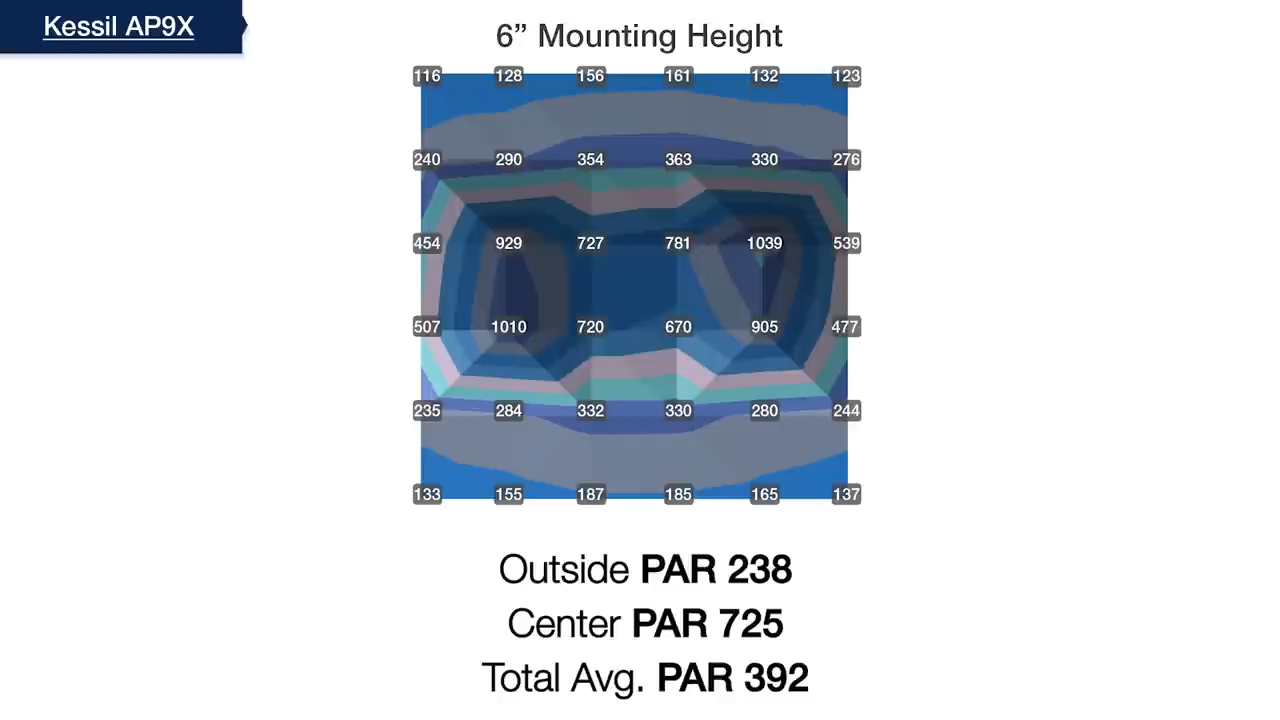 Kessil AP9X
6” Mounting Height
116 128 156 161 132 123
240 290 354 363 330 276
454 929 727 781 1039 539
507 1010 720 670 905 477
235 284 332 330 280 244
133 155 187 185 165 137
Outside PAR 238
Center PAR 725
Total Avg. PAR 392